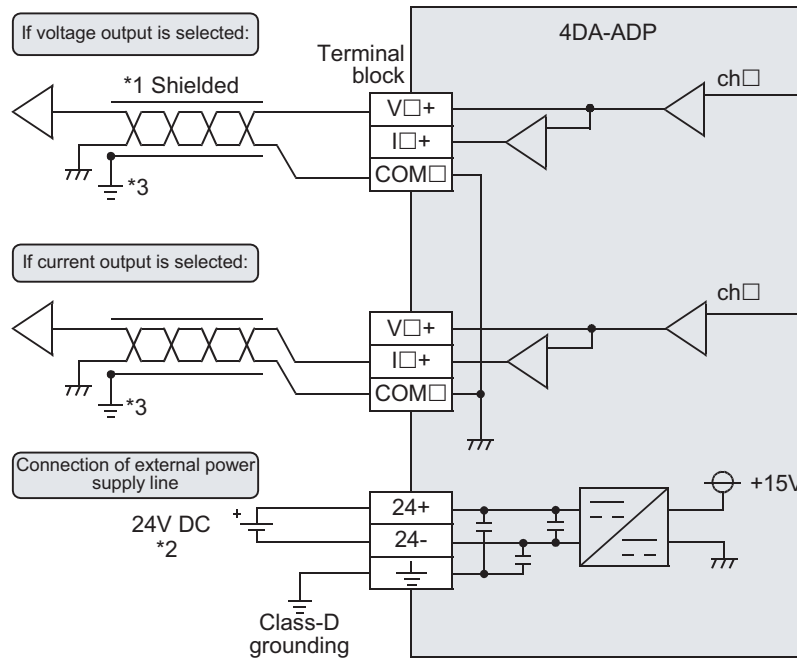 If voltage output is selected:
4DA-ADP
Terminal
block
*1 Shielded
ch□
V□+
I□+
COM□
*3
If current output is selected:
ch□
V□+
I□+
COM□
*3
Connection of external power
supply line
24V DC
*2
+
24+
24-
+15V
Class-D
grounding